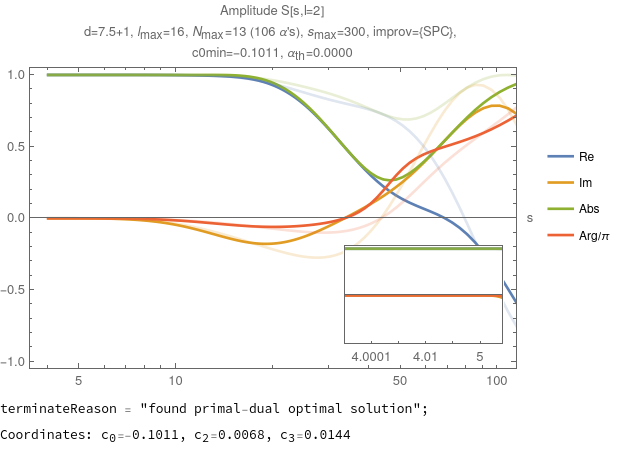 Amplitude S[s,l=2]
d=7.5+1, lmax=16, Nmax=13 (106 α's), smax=300, improv={SPC},
c0min=-0.1011, αth=0.0000
1.0
0.5
0.0
-0.5
-1.0
s
Re
Im
Abs
Arg/π
4.0001 4.01 5
5 10 50 100
terminateReason = "found primal-dual optimal solution";
Coordinates: c0=-0.1011, c2=0.0068, c3=0.0144